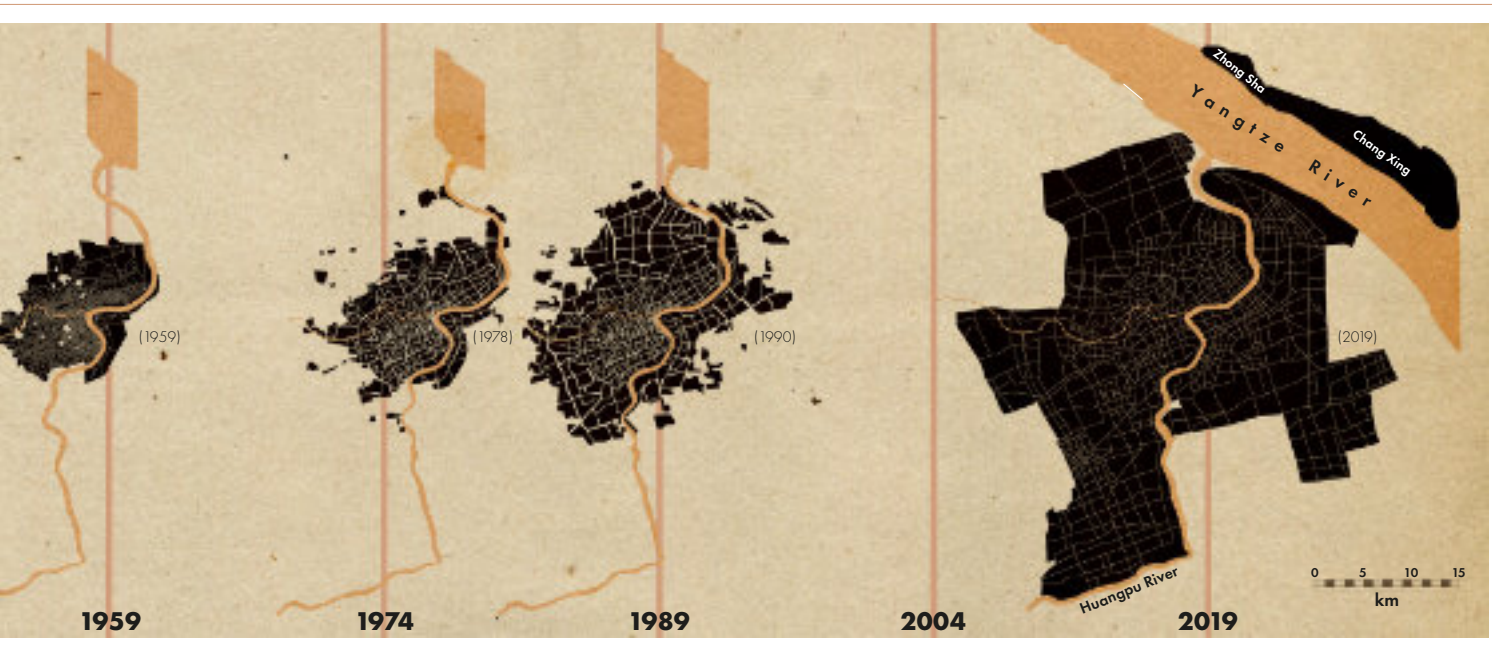 Zhong Sha
Yangtze River
Chang Xing
(1959)
(1978)
(1990)
(2019)
Huangpu River
0 5 10 15
km
1959 1974 1989 2004 2019